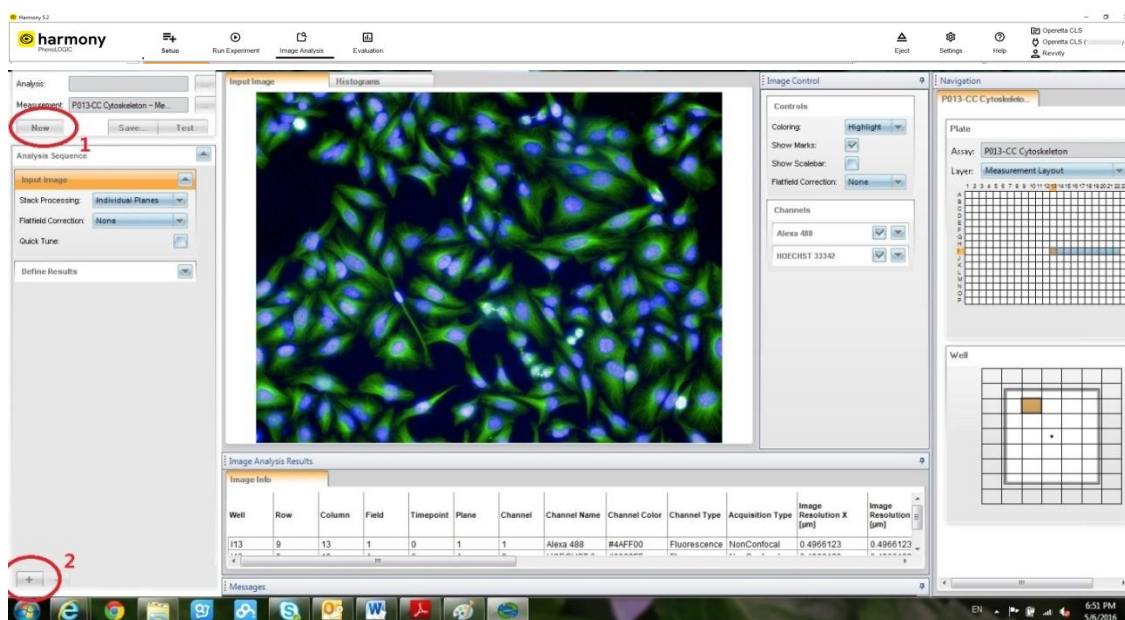 Harmony 5.2
harmony
PhenoLOGIC
Setup
Run Experiment
Image Analysis
Evaluation
Eject
Settings
Help
Operetta CLS
Operetta CLS (
Revvity
Analysis:
Measurement: P013-CC Cytoskeleton - Me...
New Save... Test
1
Analysis Sequence
Input Image
Stack Processing: Individual Planes
Flatfield Correction: None
Quick Tune:
Define Results
2
+
Input Image Histograms
Image Control
Controls
Coloring: Highlight
Show Marks:
Show Scalebar:
Flatfield Correction: None
Channels
Alexa 488
HOECHST 33342
Navigation
P013-CC Cytoskeleto...
Plate
Assay: P013-CC Cytoskeleton
Layer: Measurement Layout
Well
Image Analysis Results
Image Info
Well Row Column Field Timepoint Plane Channel Channel Name Channel Color Channel Type Acquisition Type Image Resolution X [µm] Image Resolution [µm]
I13 9 13 1 0 1 1 Alexa 488 #4AFF00 Fluorescence NonConfocal 0.4966123 0.4966123
Messages
EN
6:51 PM
5/6/2016